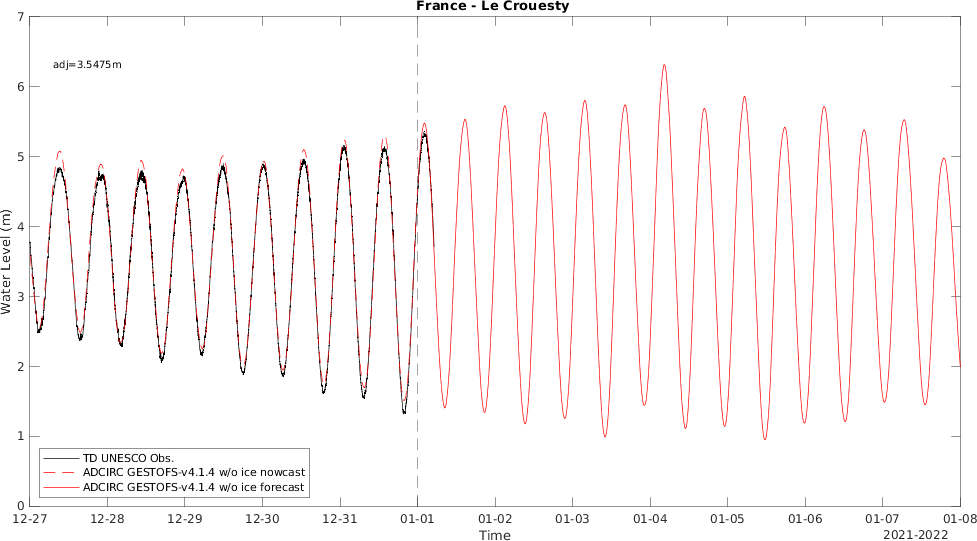 France - Le Crouesty
adj=3.5475m
Water Level (m)
7
6
5
4
3
2
1
0
TD UNESCO Obs.
ADCIRC GESTOFS-v4.1.4 w/o ice nowcast
ADCIRC GESTOFS-v4.1.4 w/o ice forecast
12-27 12-28 12-29 12-30 12-31 01-01 01-02 01-03 01-04 01-05 01-06 01-07 01-08
Time
2021-2022